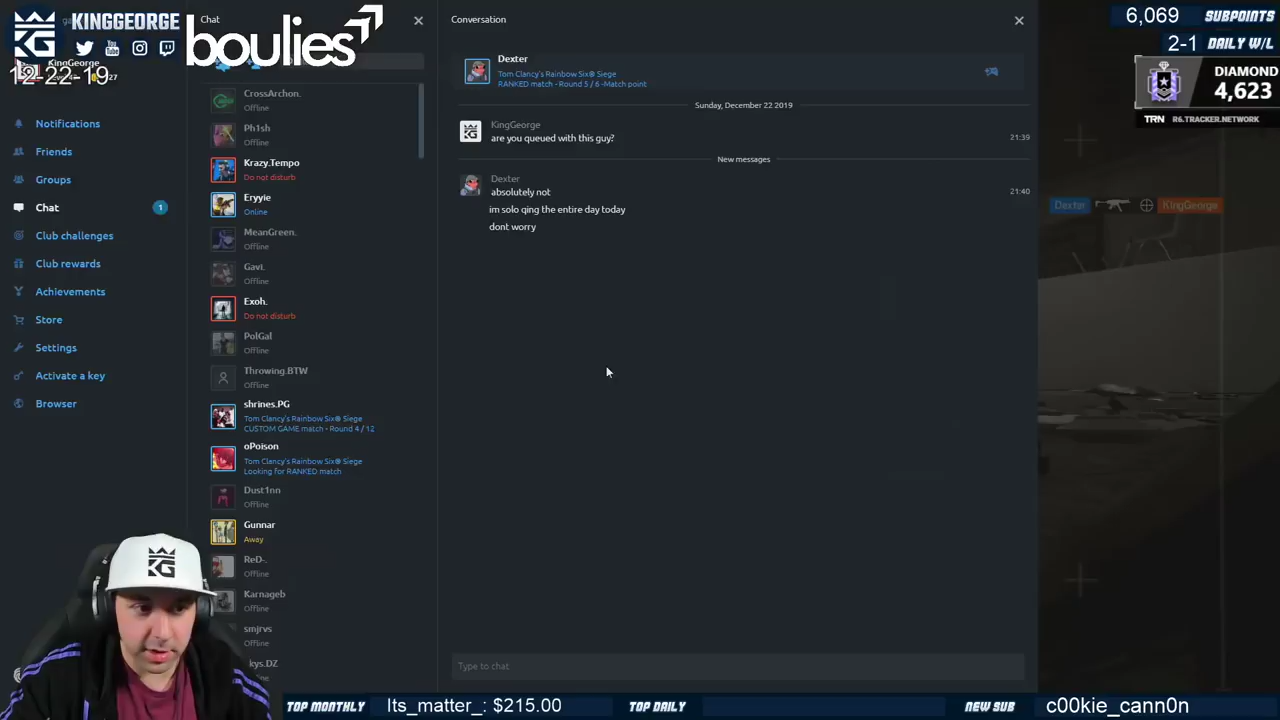 KINGGEORGE
boulies
KingGeorge
27
12-22-19
Notifications
Friends
Groups
Chat
1
Club challenges
Club rewards
Achievements
Store
Settings
Activate a key
Browser
Chat
CrossArchon.
Offline
Ph1sh
Offline
Krazy.Tempo
Do not disturb
Eryyie
Online
MeanGreen.
Offline
Gavi.
Offline
Exoh.
Do not disturb
PolGal
Offline
Throwing.BTW
Offline
shrines.PG
Tom Clancy's Rainbow Six® Siege
CUSTOM GAME match - Round 4 / 12
oPoison
Tom Clancy's Rainbow Six® Siege
Looking for RANKED match
Dust1nn
Offline
Gunnar
Away
ReD-.
Offline
Karnageb
Offline
smjrvs
Offline
kys.DZ
Conversation
Dexter
Tom Clancy's Rainbow Six® Siege
RANKED match - Round 5 / 6 -Match point
Sunday, December 22 2019
KingGeorge
are you queued with this guy?
21:39
New messages
Dexter
absolutely not
21:40
im solo qing the entire day today
dont worry
Type to chat
6,069 SUBPOINTS
2-1 DAILY W/L
DIAMOND
4,623
TRN R6.TRACKER.NETWORK
Dexter KingGeorge
TOP MONTHLY Its_matter_: $215.00 TOP DAILY NEW SUB c00kie_cann0n